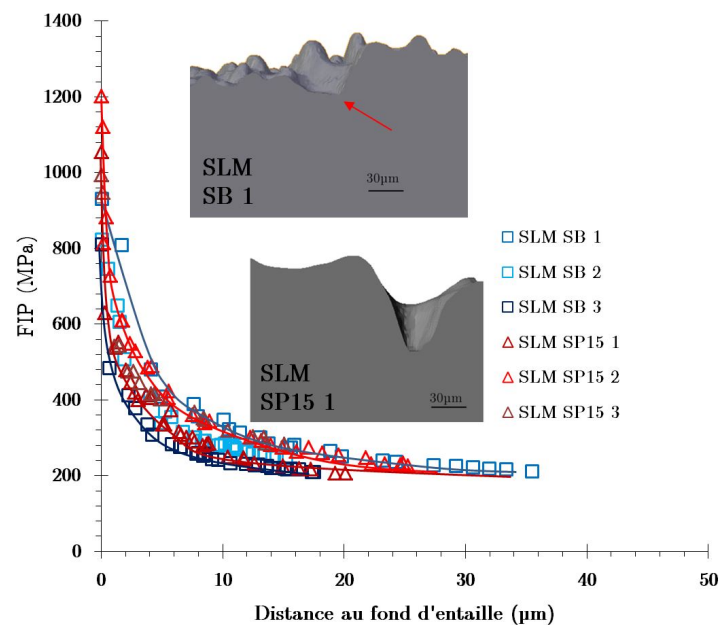 1400
1200
1000
800
600
400
200
0
FIP (MPa)
0
10
20
30
40
50
Distance au fond d'entaille (µm)
SLM
SB 1
30µm
SLM
SP15 1
30µm
SLM SB 1
SLM SB 2
SLM SB 3
SLM SP15 1
SLM SP15 2
SLM SP15 3